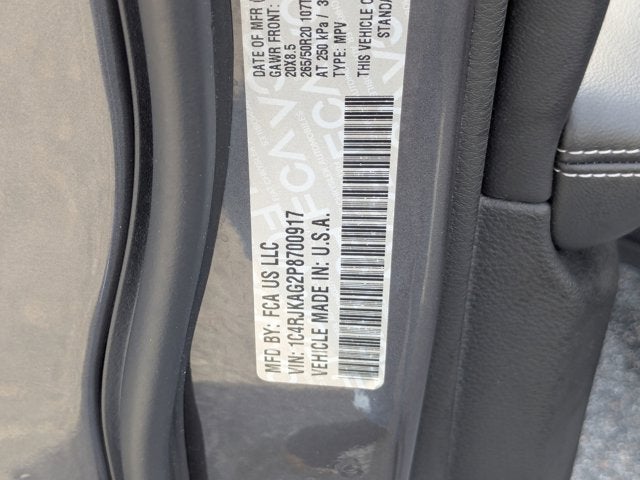 MFD BY: FCA US LLC
DATE OF MFR
GAWR FRONT:
20X8.5
265/50R20 107
AT 250 kPa / 3
VIN: 1C4RJKAG2P8700917
TYPE: MPV
VEHICLE MADE IN: U.S.A.
THIS VEHICLE
STANDA